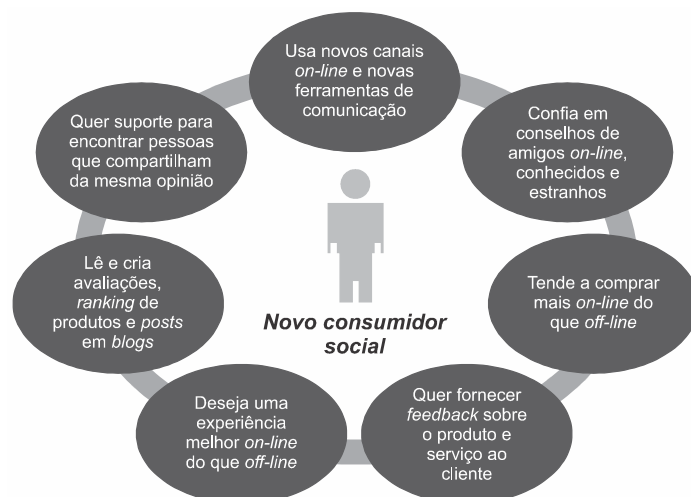 Usa novos canais
on-line e novas
ferramentas de
comunicação
Confia em
conselhos de
amigos on-line,
conhecidos e
estranhos
Tende a comprar
mais on-line do
que off-line
Quer fornecer
feedback sobre
o produto e
serviço ao
cliente
Deseja uma
experiência
melhor on-line
do que off-line
Lê e cria
avaliações,
ranking de
produtos e posts
em blogs
Quer suporte para
encontrar pessoas
que compartilham
da mesma opinião
Novo consumidor
social